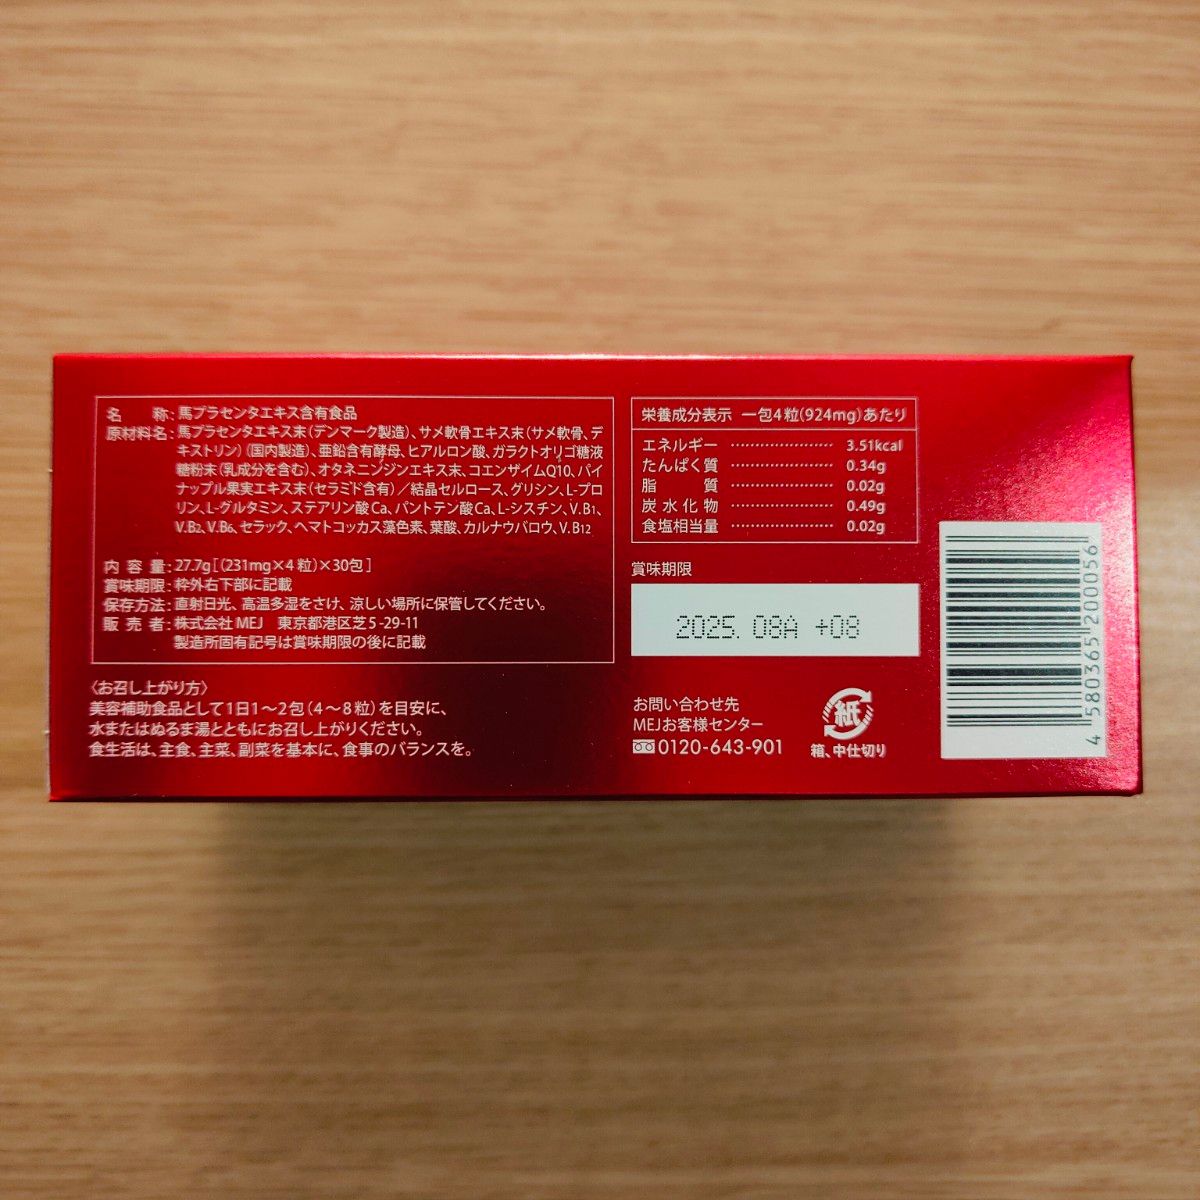 名 称:馬プラセンタエキス含有食品
原材料名:馬プラセンタエキス末(デンマーク製造)、サメ軟骨エキス末(サメ軟骨、デ
キストリン)(国内製造)、亜鉛含有酵母、ヒアルロン酸、ガラクトオリゴ糖液
糖粉末(乳成分を含む)、オタネニンジンエキス末、コエンザイムQ10、パイ
ナップル果実エキス末(セラミド含有)/結晶セルロース、グリシン、L-プロ
リン、L-グルタミン、ステアリン酸Ca、パントテン酸Ca、L-シスチン、V.B1、
V.B2、V.B6、セラック、ヘマトコッカス藻色素、葉酸、カルナウバロウ、V.B12
内 容 量:27.7g[(231mg×4粒)×30包]
賞味期限:枠外右下部に記載
保存方法:直射日光、高温多湿をさけ、涼しい場所に保管してください。
販 売 者:株式会社MEJ 東京都港区芝5-29-11
製造所固有記号は賞味期限の後に記載
〈お召し上がり方〉
美容補助食品として1日1〜2包(4〜8粒)を目安に、
水またはぬるま湯とともにお召し上がりください。
食生活は、主食、主菜、副菜を基本に、食事のバランスを。
栄養成分表示 一包4粒(924mg)あたり
エネルギー ………………… 3.51kcal
たんぱく質 ………………… 0.34g
脂 質 ………………… 0.02g
炭水化物 ………………… 0.49g
食塩相当量 ………………… 0.02g
賞味期限
2025. 08A +08
お問い合わせ先
MEJお客様センター
0120-643-901
紙
箱、中仕切り
4 580365 200056